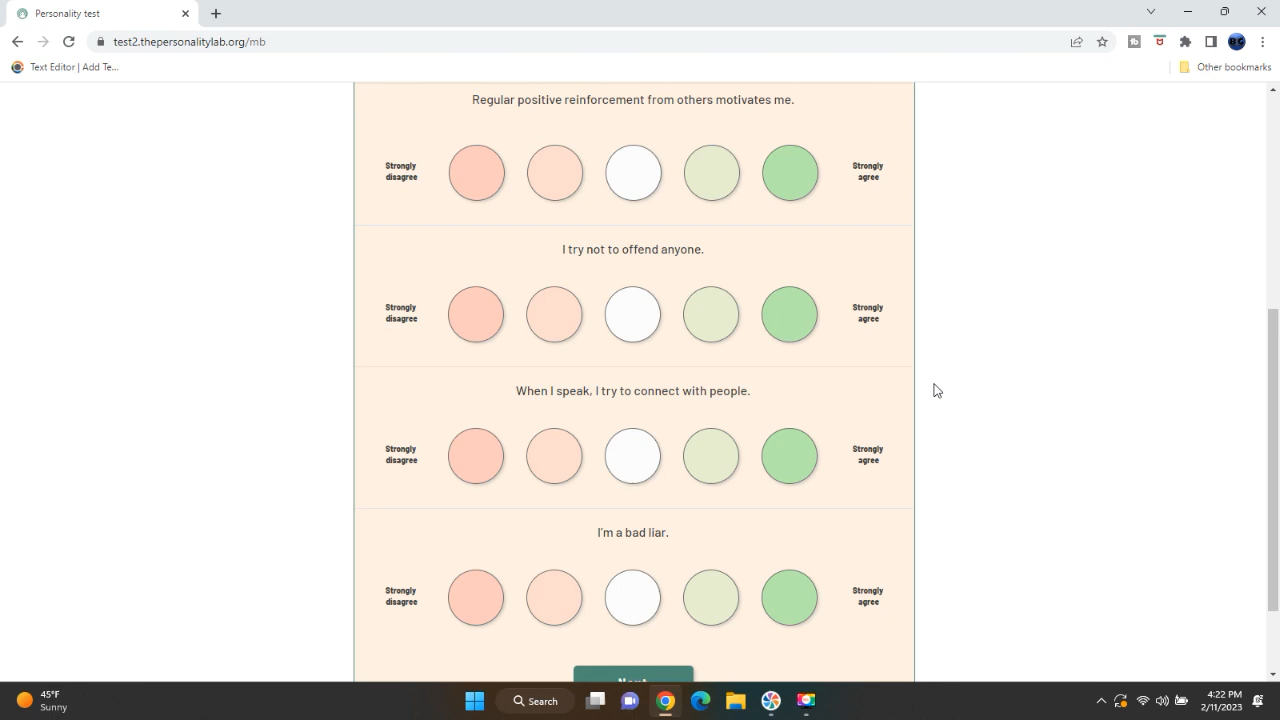 Personality test
test2.thepersonalitylab.org/mb
Text Editor | Add Te...
Other bookmarks
Regular positive reinforcement from others motivates me.
Strongly disagree
Strongly agree
I try not to offend anyone.
Strongly disagree
Strongly agree
When I speak, I try to connect with people.
Strongly disagree
Strongly agree
I'm a bad liar.
Strongly disagree
Strongly agree
Next
45°F
Sunny
Search
4:22 PM
2/11/2023